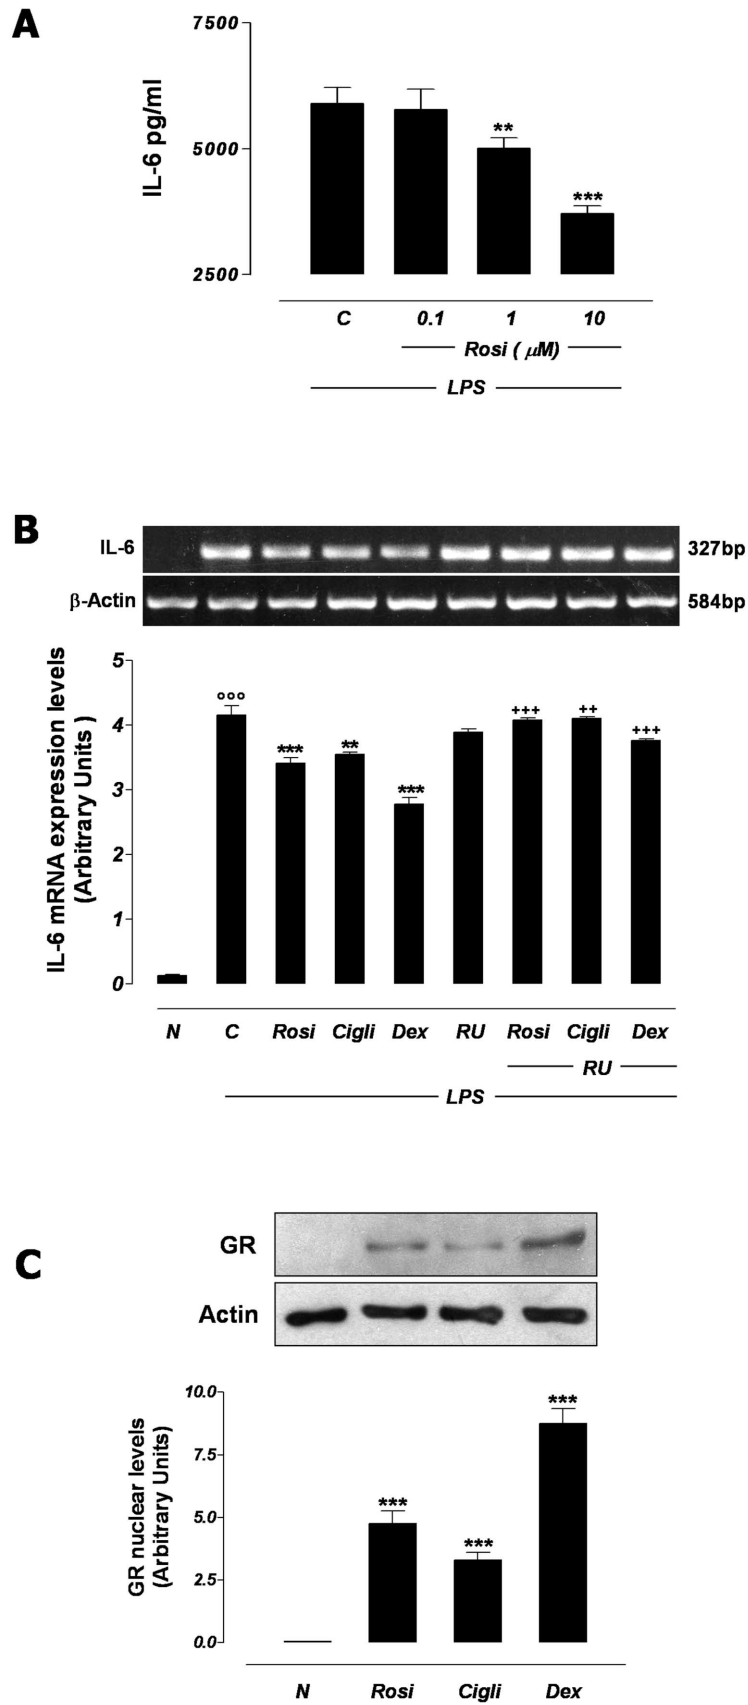 A
7500
5000
2500
IL-6 pg/ml
** ***
C 0.1 1 10
Rosi ( μM)
LPS
B
IL-6 327bp
β-Actin 584bp
IL-6 mRNA expression levels
(Arbitrary Units )
5
4
3
2
1
0
°°° *** ** *** +++ ++ +++
N C Rosi Cigli Dex RU Rosi Cigli Dex
RU
LPS
C
GR
Actin
GR nuclear levels
(Arbitrary Units)
10.0
7.5
5.0
2.5
0.0
*** *** ***
N Rosi Cigli Dex